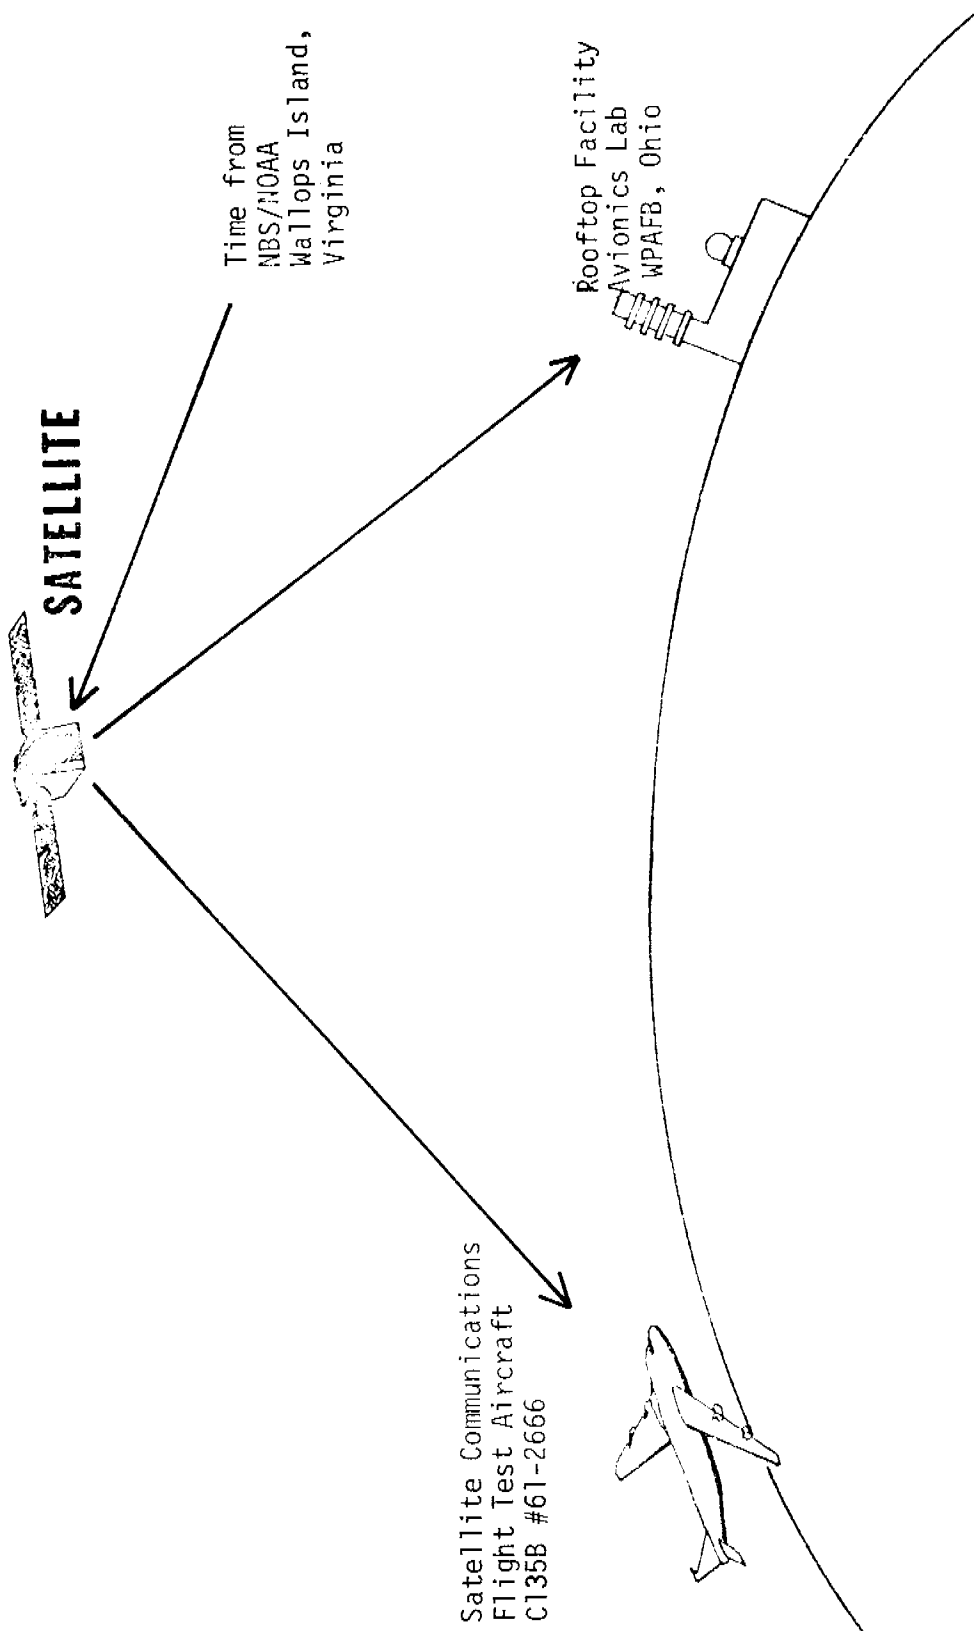 SATELLITE
Time from
NBS/NOAA
Wallops Island,
Virginia
Satellite Communications
Flight Test Aircraft
C135B #61-2666
Rooftop Facility
Avionics Lab
WPAFB, Ohio